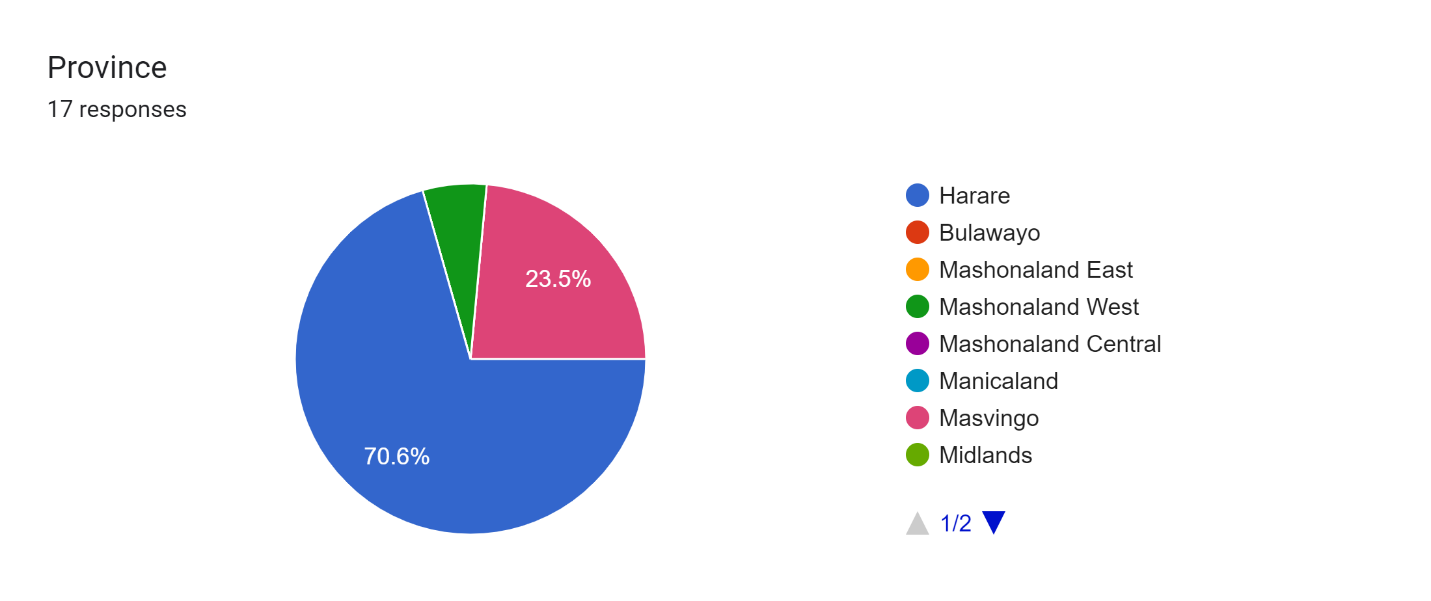 Province
17 responses
23.5%
70.6%
Harare
Bulawayo
Mashonaland East
Mashonaland West
Mashonaland Central
Manicaland
Masvingo
Midlands
1/2